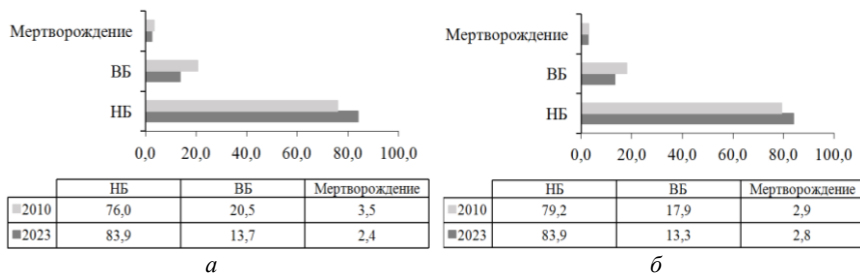 Мертворождение
ВБ
НБ
0,0 20,0 40,0 60,0 80,0 100,0
НБ ВБ Мертворождение
2010 76,0 20,5 3,5
2023 83,9 13,7 2,4
а
Мертворождение
ВБ
НБ
0,0 20,0 40,0 60,0 80,0 100,0
НБ ВБ Мертворождение
2010 79,2 17,9 2,9
2023 83,9 13,3 2,8
б